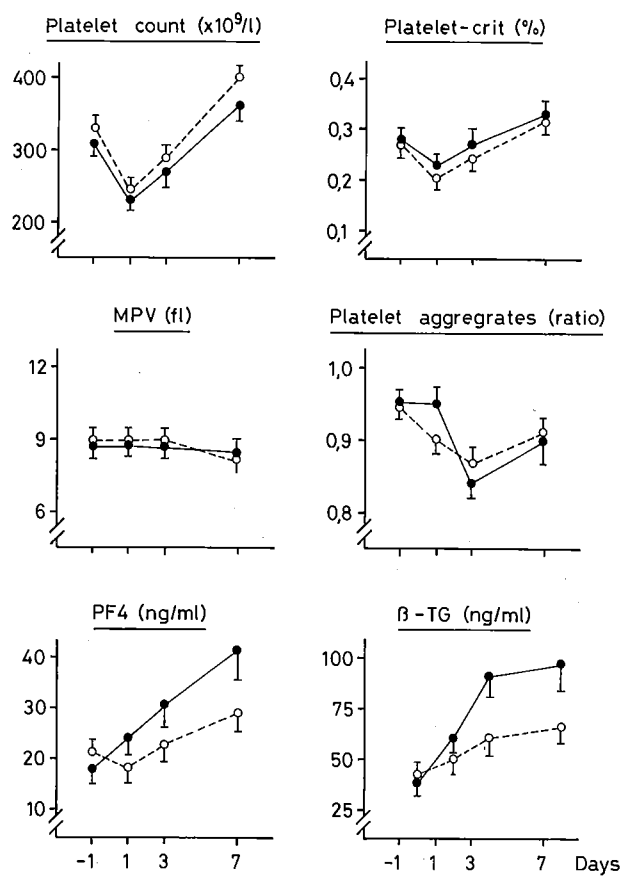 Platelet count (x10⁹/l)
400
300
200
Platelet-crit (%)
0,4
0,3
0,2
0,1
MPV (fl)
12
9
6
Platelet aggregrates (ratio)
1,0
0,9
0,8
PF4 (ng/ml)
40
30
20
10
-1 1 3 7
ß-TG (ng/ml)
100
75
50
25
-1 1 3 7 Days